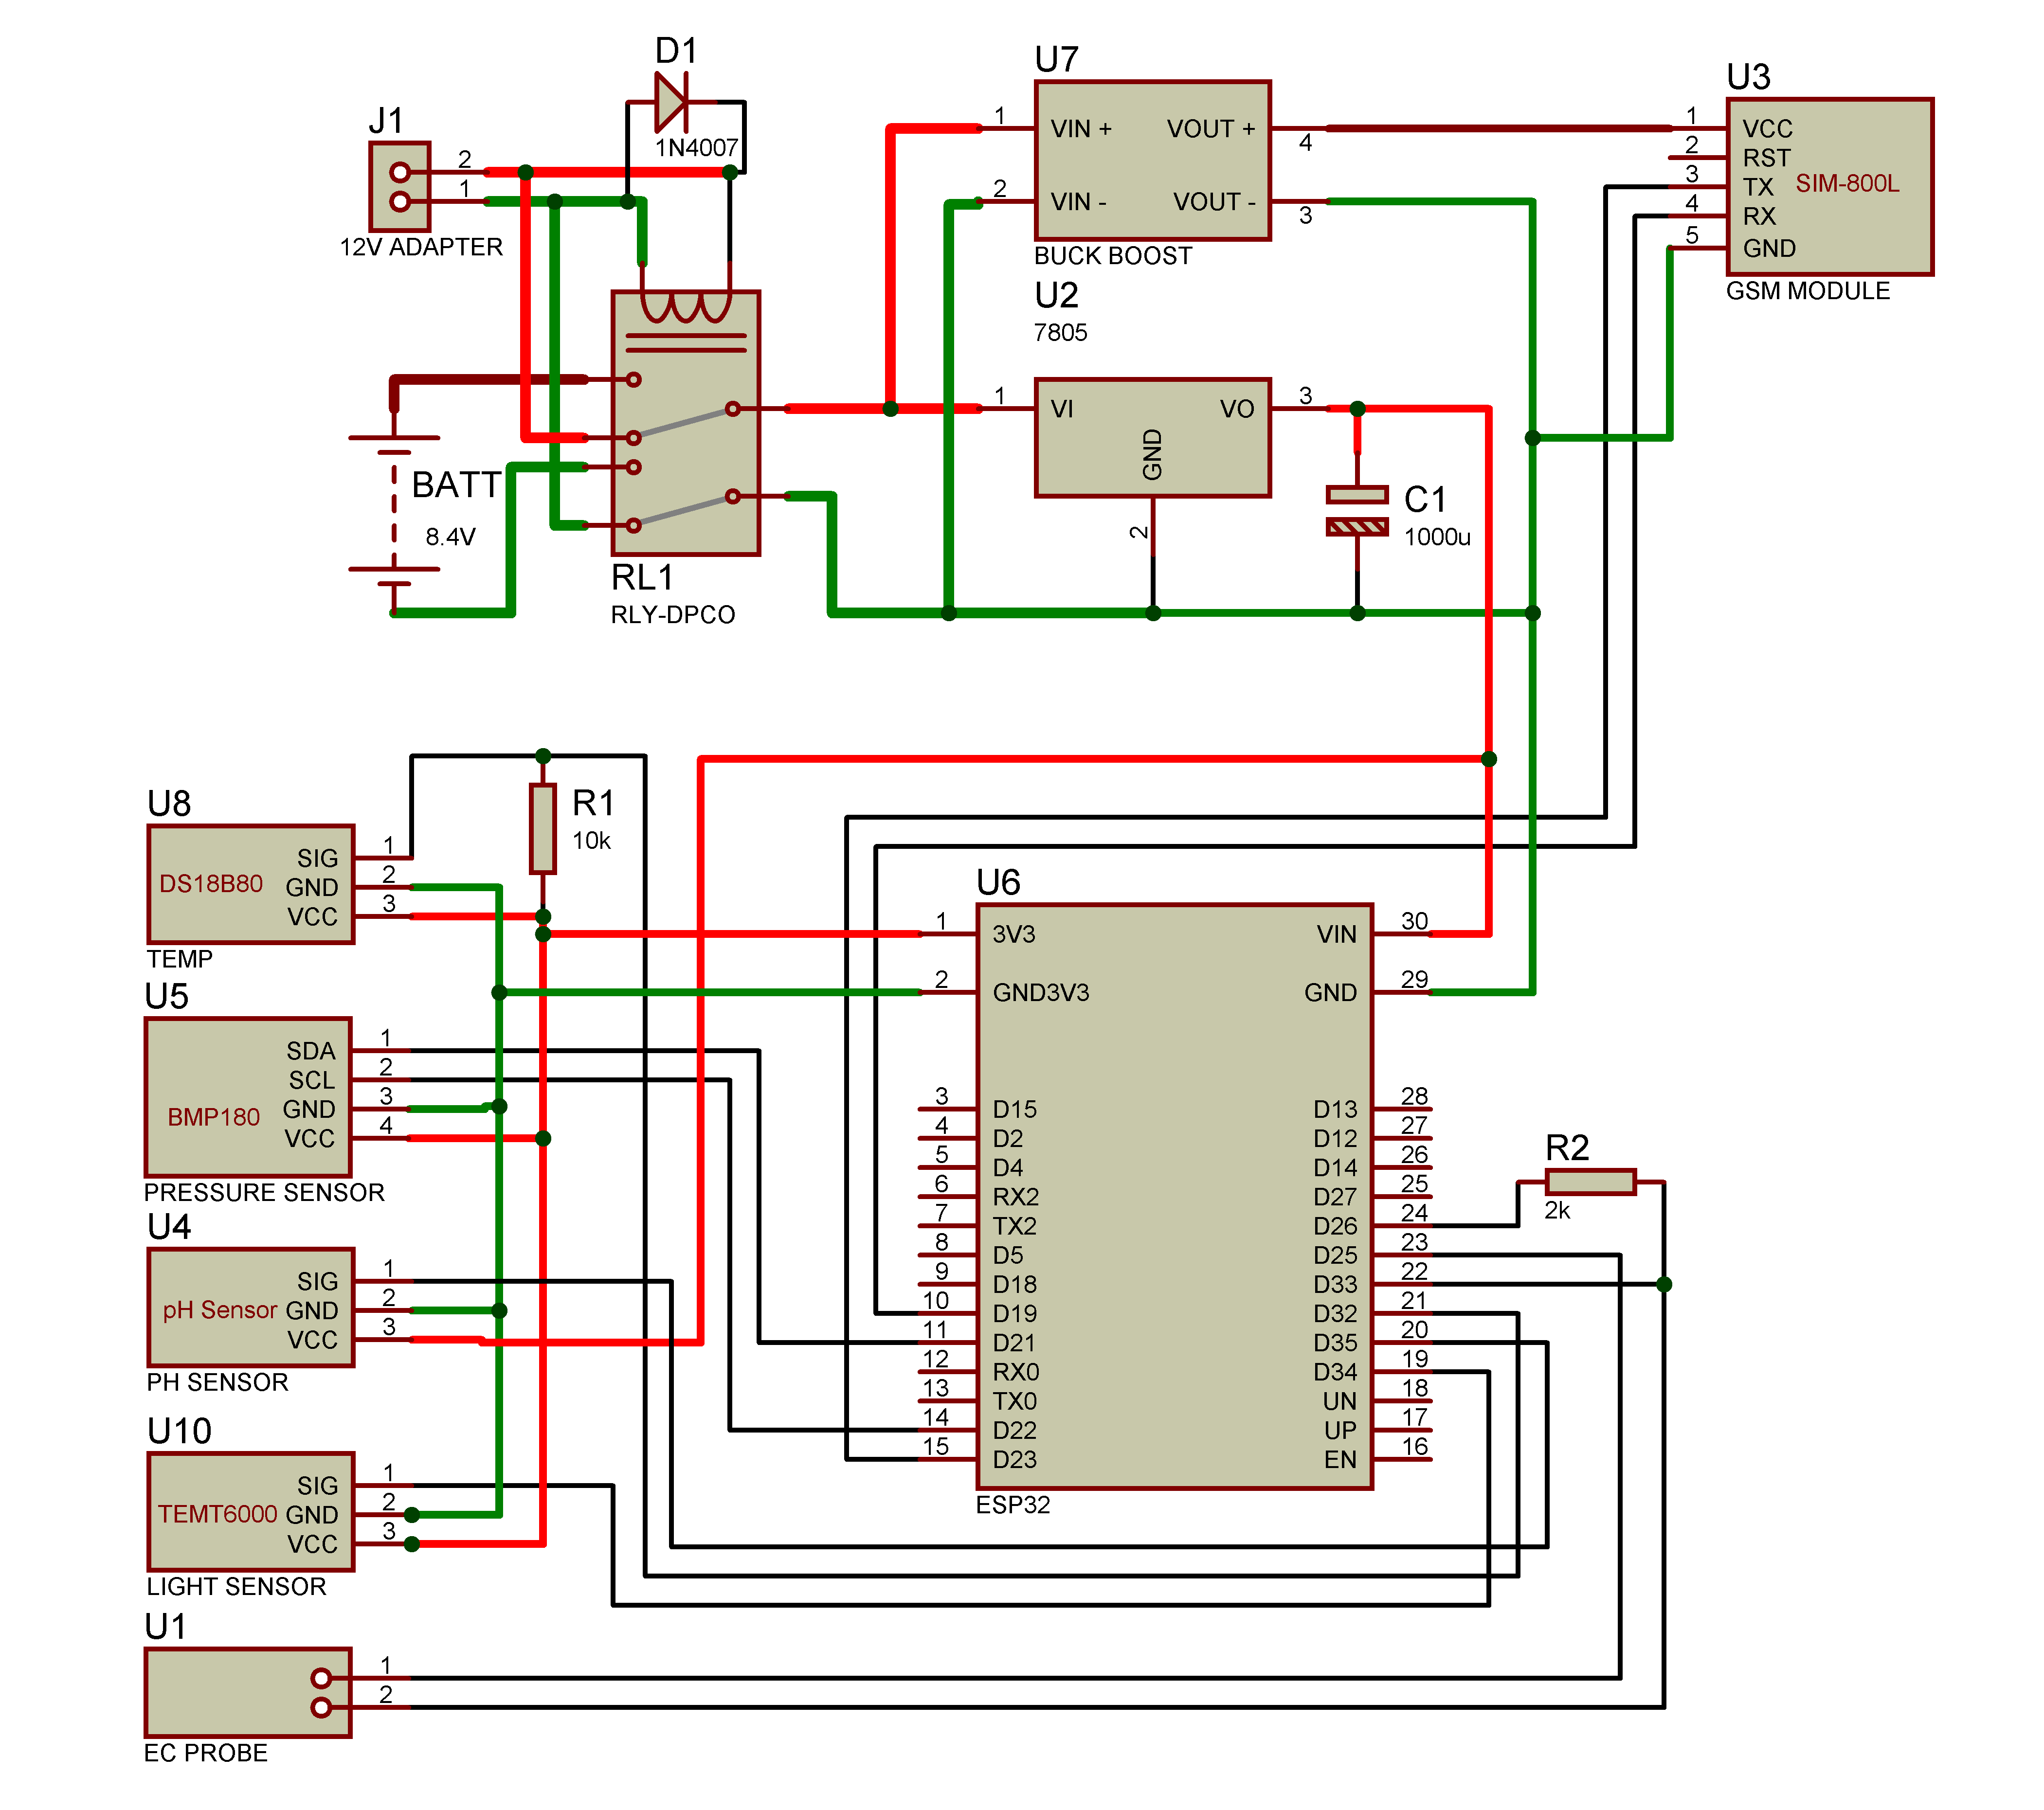 D1
1N4007
J1
2
1
12V ADAPTER
U7
1
VIN +
VOUT +
4
2
VIN -
VOUT -
3
BUCK BOOST
U3
1
VCC
2
RST
3
TX
SIM-800L
4
RX
5
GND
GSM MODULE
U2
7805
1
VI
VO
3
GND
2
C1
1000u
BATT
8.4V
RL1
RLY-DPCO
U8
SIG
1
DS18B80
GND
2
VCC
3
TEMP
R1
10k
U5
SDA
1
SCL
2
BMP180
GND
3
VCC
4
PRESSURE SENSOR
U4
SIG
1
pH Sensor
GND
2
VCC
3
PH SENSOR
U10
SIG
1
TEMT6000
GND
2
VCC
3
LIGHT SENSOR
U1
1
2
EC PROBE
U6
1
3V3
VIN
30
2
GND3V3
GND
29
3
D15
D13
28
4
D2
D12
27
5
D4
D14
26
6
RX2
D27
25
7
TX2
D26
24
8
D5
D25
23
9
D18
D33
22
10
D19
D32
21
11
D21
D35
20
12
RX0
D34
19
13
TX0
UN
18
14
D22
UP
17
15
D23
EN
16
ESP32
R2
2k